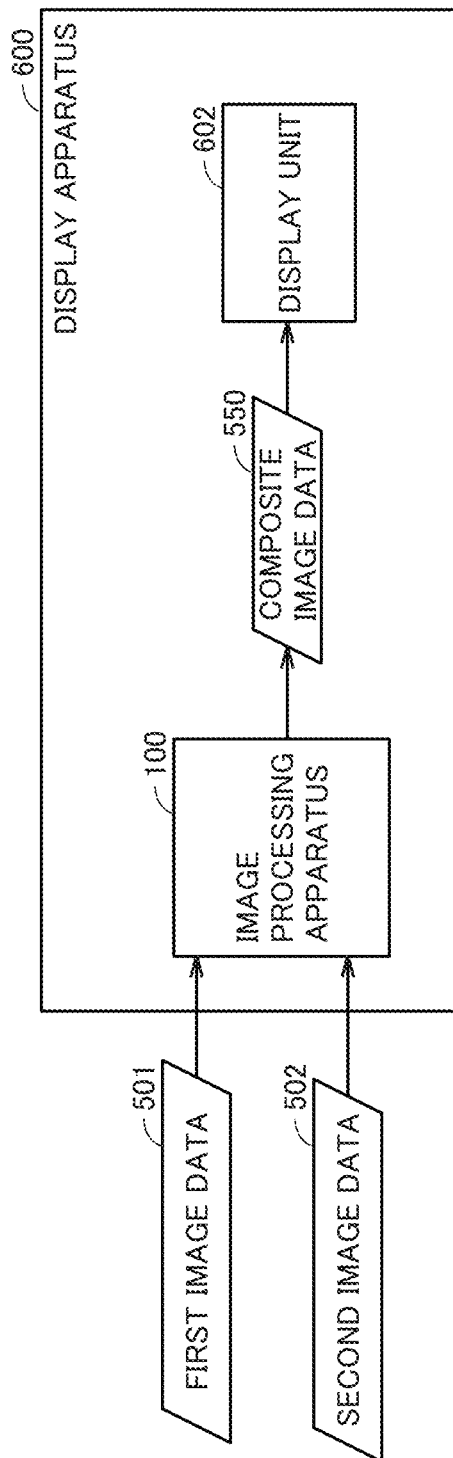 600
DISPLAY APPARATUS
501
FIRST IMAGE DATA
502
SECOND IMAGE DATA
100
IMAGE
PROCESSING
APPARATUS
550
COMPOSITE
IMAGE DATA
602
DISPLAY UNIT